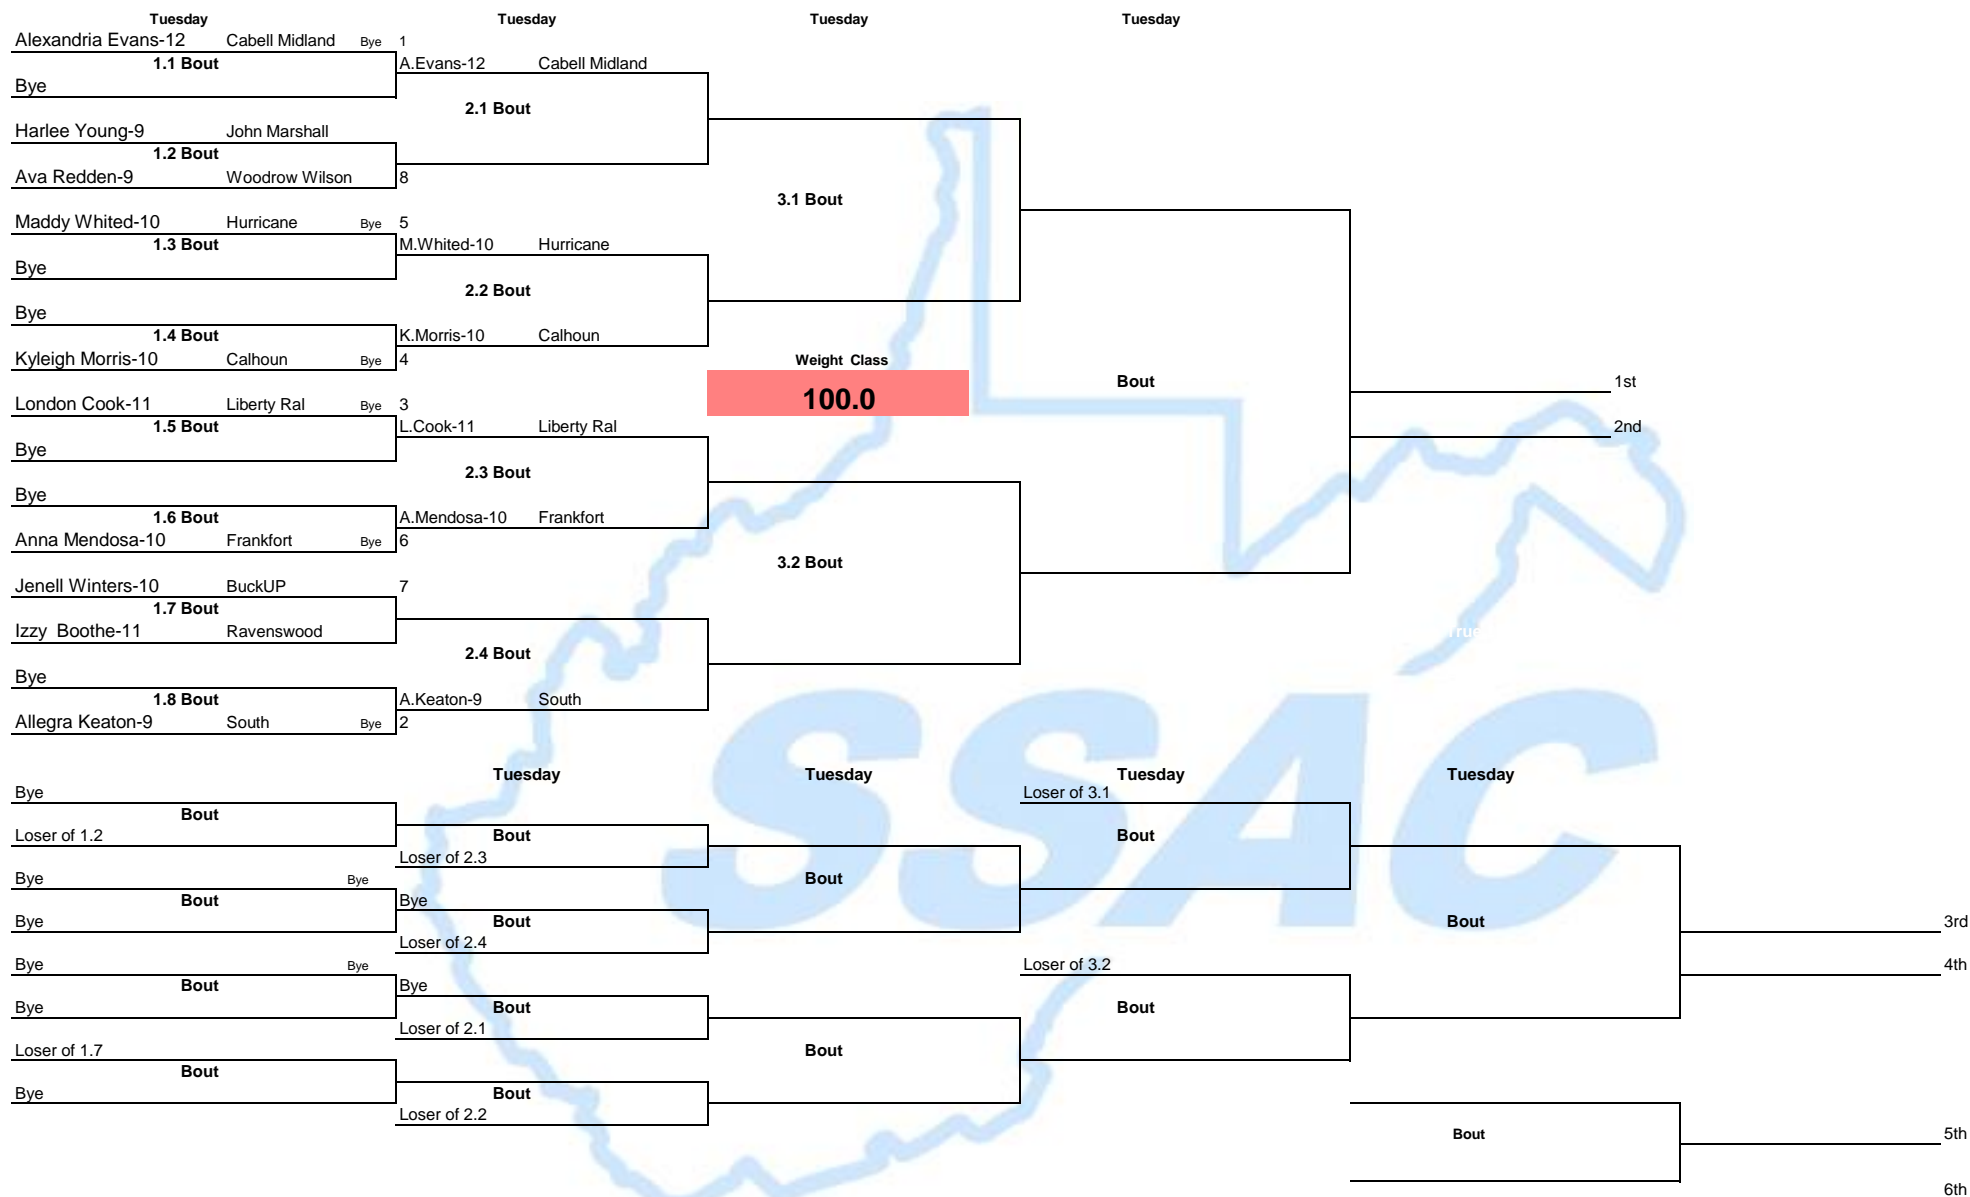 Tuesday Tuesday Tuesday Tuesday
Alexandria Evans-12 Cabell Midland Bye 1
1.1 Bout A.Evans-12 Cabell Midland
Bye
2.1 Bout
Harlee Young-9 John Marshall
1.2 Bout
Ava Redden-9 Woodrow Wilson 8
3.1 Bout
Maddy Whited-10 Hurricane Bye 5
1.3 Bout M.Whited-10 Hurricane
Bye
2.2 Bout
Bye
1.4 Bout K.Morris-10 Calhoun
Kyleigh Morris-10 Calhoun Bye 4 Weight Class
Bout 1st
100.0
London Cook-11 Liberty Ral Bye 3
1.5 Bout L.Cook-11 Liberty Ral 2nd
Bye
2.3 Bout
Bye
1.6 Bout A.Mendosa-10 Frankfort
Anna Mendosa-10 Frankfort Bye 6
3.2 Bout
Jenell Winters-10 BuckUP 7
1.7 Bout
Izzy Boothe-11 Ravenswood True
2.4 Bout
Bye
1.8 Bout A.Keaton-9 South
Allegra Keaton-9 South Bye 2
SSAC
Tuesday Tuesday Tuesday Tuesday
Bye Loser of 3.1
Bout
Loser of 1.2 Bout Bout
Loser of 2.3
Bye Bye Bout
Bout Bye
Bye Bout Bout 3rd
Loser of 2.4
Bye Bye Loser of 3.2 4th
Bout Bye
Bye Bout Bout
Loser of 2.1
Loser of 1.7 Bout
Bout
Bye Bout
Loser of 2.2
Bout 5th
6th